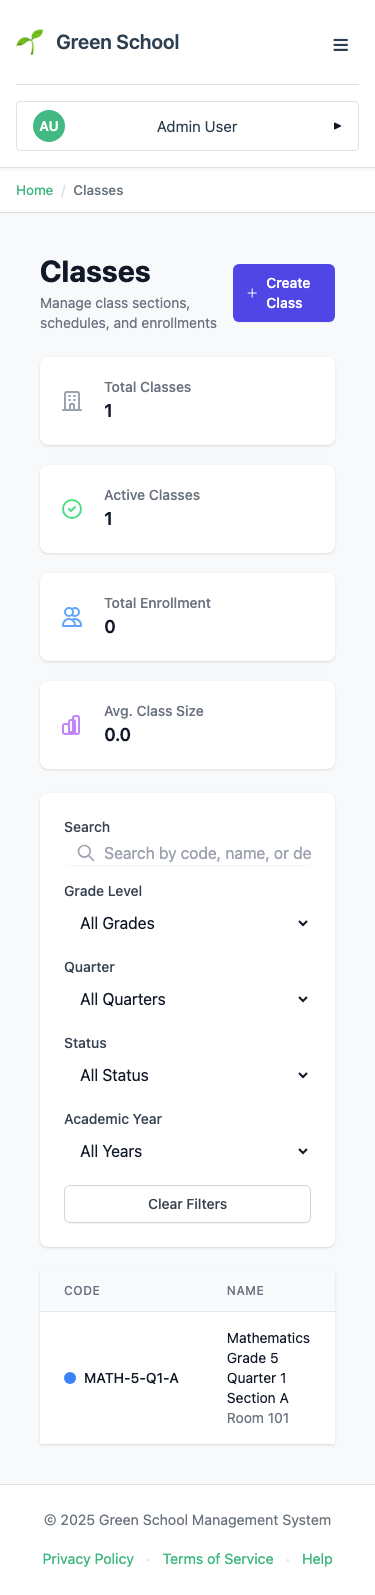 Green School
AU
Admin User
Home / Classes
Classes
Manage class sections,
schedules, and enrollments
Create
Class
Total Classes
1
Active Classes
1
Total Enrollment
0
Avg. Class Size
0.0
Search
Search by code, name, or de
Grade Level
All Grades
Quarter
All Quarters
Status
All Status
Academic Year
All Years
Clear Filters
CODE NAME
MATH-5-Q1-A
Mathematics
Grade 5
Quarter 1
Section A
Room 101
© 2025 Green School Management System
Privacy Policy · Terms of Service · Help